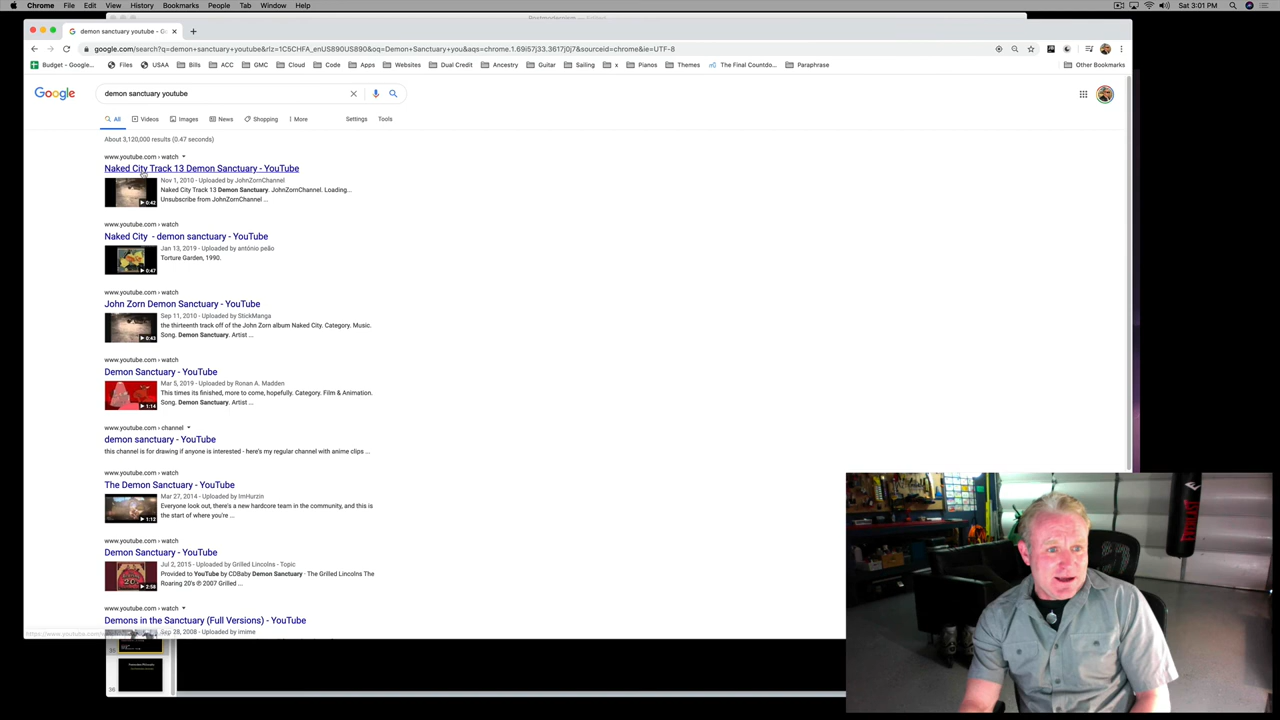 Chrome File Edit View History Bookmarks People Tab Window Help
Sat 3:01 PM
demon sanctuary youtube -
google.com/search?q=demon+sanctuary+youtube&rlz=1C5CHFA_enUS890US890&oq=Demon+Sanctuary+you&aqs=chrome.1.69i57j33.3617j0j7&sourceid=chrome&ie=UTF-8
Budget - Google... Files USAA Bills ACC GMC Cloud Code Apps Websites Dual Credit Ancestry Guitar Sailing x Pianos Themes The Final Countdo... Paraphrase Other Bookmarks
Google
demon sanctuary youtube
All Videos Images News Shopping More Settings Tools
About 3,120,000 results (0.47 seconds)
www.youtube.com › watch
Naked City Track 13 Demon Sanctuary - YouTube
0:42
Nov 1, 2010 - Uploaded by JohnZornChannel
Naked City Track 13 Demon Sanctuary. JohnZornChannel. Loading...
Unsubscribe from JohnZornChannel ...
www.youtube.com › watch
Naked City - demon sanctuary - YouTube
0:47
Jan 13, 2019 - Uploaded by antónio peão
Torture Garden, 1990.
www.youtube.com › watch
John Zorn Demon Sanctuary - YouTube
0:43
Sep 11, 2010 - Uploaded by StickManga
the thirteenth track off of the John Zorn album Naked City. Category. Music.
Song. Demon Sanctuary. Artist ...
www.youtube.com › watch
Demon Sanctuary - YouTube
1:14
Mar 5, 2019 - Uploaded by Ronan A. Madden
This times its finished, more to come, hopefully. Category. Film & Animation.
Song. Demon Sanctuary. Artist ...
www.youtube.com › channel
demon sanctuary - YouTube
this channel is for drawing if anyone is interested - here's my regular channel with anime clips ...
www.youtube.com › watch
The Demon Sanctuary - YouTube
1:12
Mar 27, 2014 - Uploaded by ImHurzin
Everyone look out, there's a new hardcore team in the community, and this is
the start of where you're ...
www.youtube.com › watch
Demon Sanctuary - YouTube
2:58
Jul 2, 2015 - Uploaded by Grilled Lincolns - Topic
Provided to YouTube by CDBaby Demon Sanctuary · The Grilled Lincolns The
Roaring 20's ℗ 2007 Grilled ...
www.youtube.com › watch
Demons in the Sanctuary (Full Versions) - YouTube
Sep 28, 2008 - Uploaded by imime
35
36